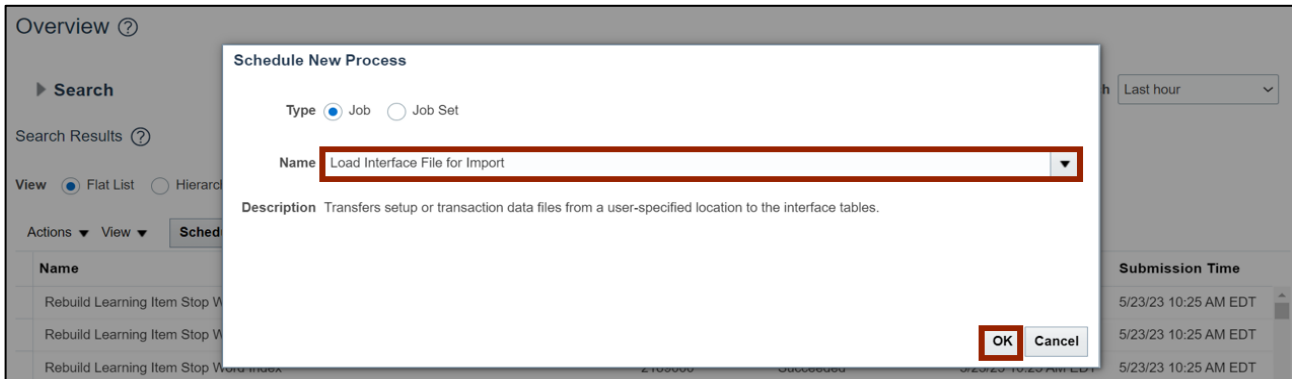 Overview
Search
Last hour
Search Results
View Flat List
Actions View
Name Submission Time
Rebuild Learning Item Stop 5/23/23 10:25 AM EDT
Rebuild Learning Item Stop 5/23/23 10:25 AM EDT
Rebuild Learning Item Stop Word Index 5/23/23 10:25 AM EDT
Schedule New Process
Type Job Job Set
Name Load Interface File for Import
Description Transfers setup or transaction data files from a user-specified location to the interface tables.
OK Cancel